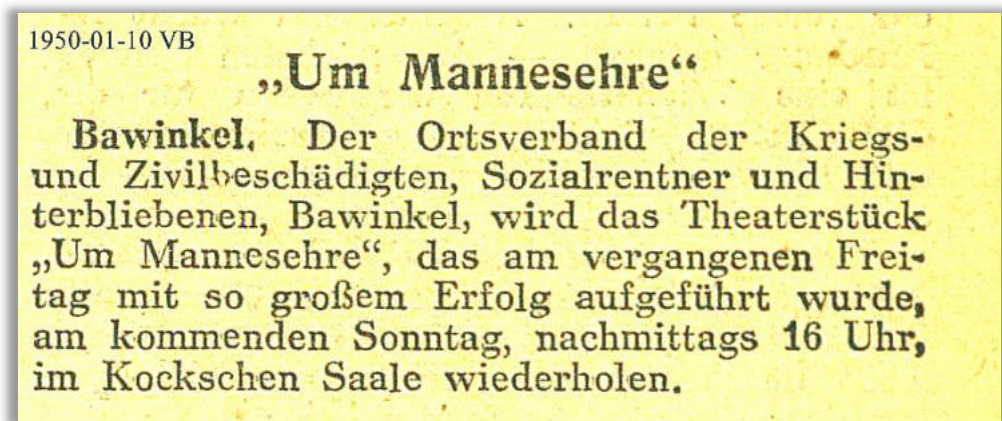 1950-01-10 VB
„Um Mannesehre“
Bawinkel. Der Ortsverband der Kriegs-
und Zivilbeschädigten, Sozialrentner und Hin-
terbliebenen, Bawinkel, wird das Theaterstück
„Um Mannesehre“, das am vergangenen Frei-
tag mit so großem Erfolg aufgeführt wurde,
am kommenden Sonntag, nachmittags 16 Uhr,
im Kockschen Saale wiederholen.